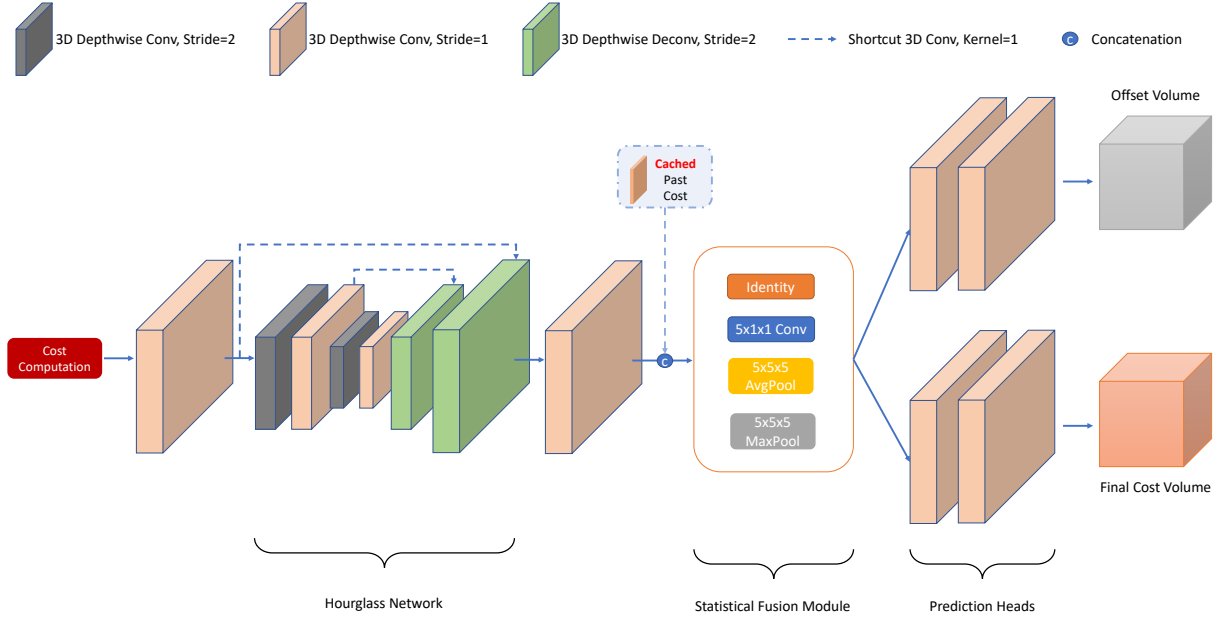 3D Depthwise Conv, Stride=2
3D Depthwise Conv, Stride=1
3D Depthwise Deconv, Stride=2
Shortcut 3D Conv, Kernel=1
C
Concatenation
Offset Volume
Cached
Past
Cost
Cost
Computation
C
Identity
5x1x1 Conv
5x5x5
AvgPool
5x5x5
MaxPool
Final Cost Volume
Hourglass Network
Statistical Fusion Module
Prediction Heads